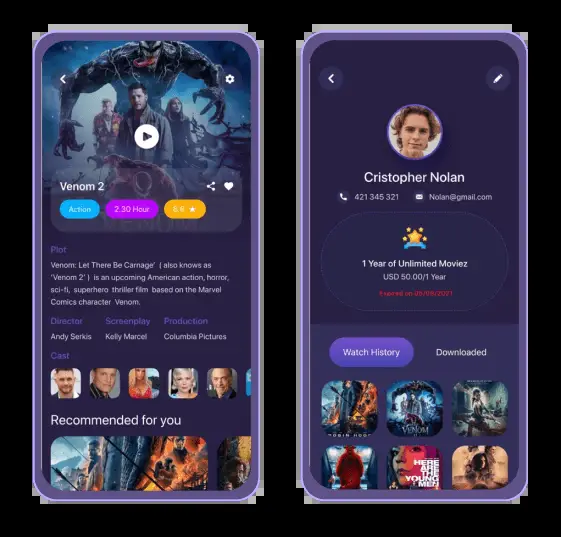 Venom 2
Action
2.30 Hour
8.6
Plot
Venom: Let There Be Carnage' ( also known as
'Venom 2' ) is an upcoming American action, horror,
sci-fi, superhero thriller film based on the Marvel
Comics character Venom.
Director Screenplay Production
Andy Serkis Kelly Marcel Columbia Pictures
Cast
Recommended for you
Cristopher Nolan
421 345 321 Nolan@gmail.com
1 Year of Unlimited Moviez
USD 50.00/1 Year
Expired on 25/09/2021
Watch History Downloaded
ROBIN HOOD
VENOM
HERE
ARE THE
YOUNG
MEN